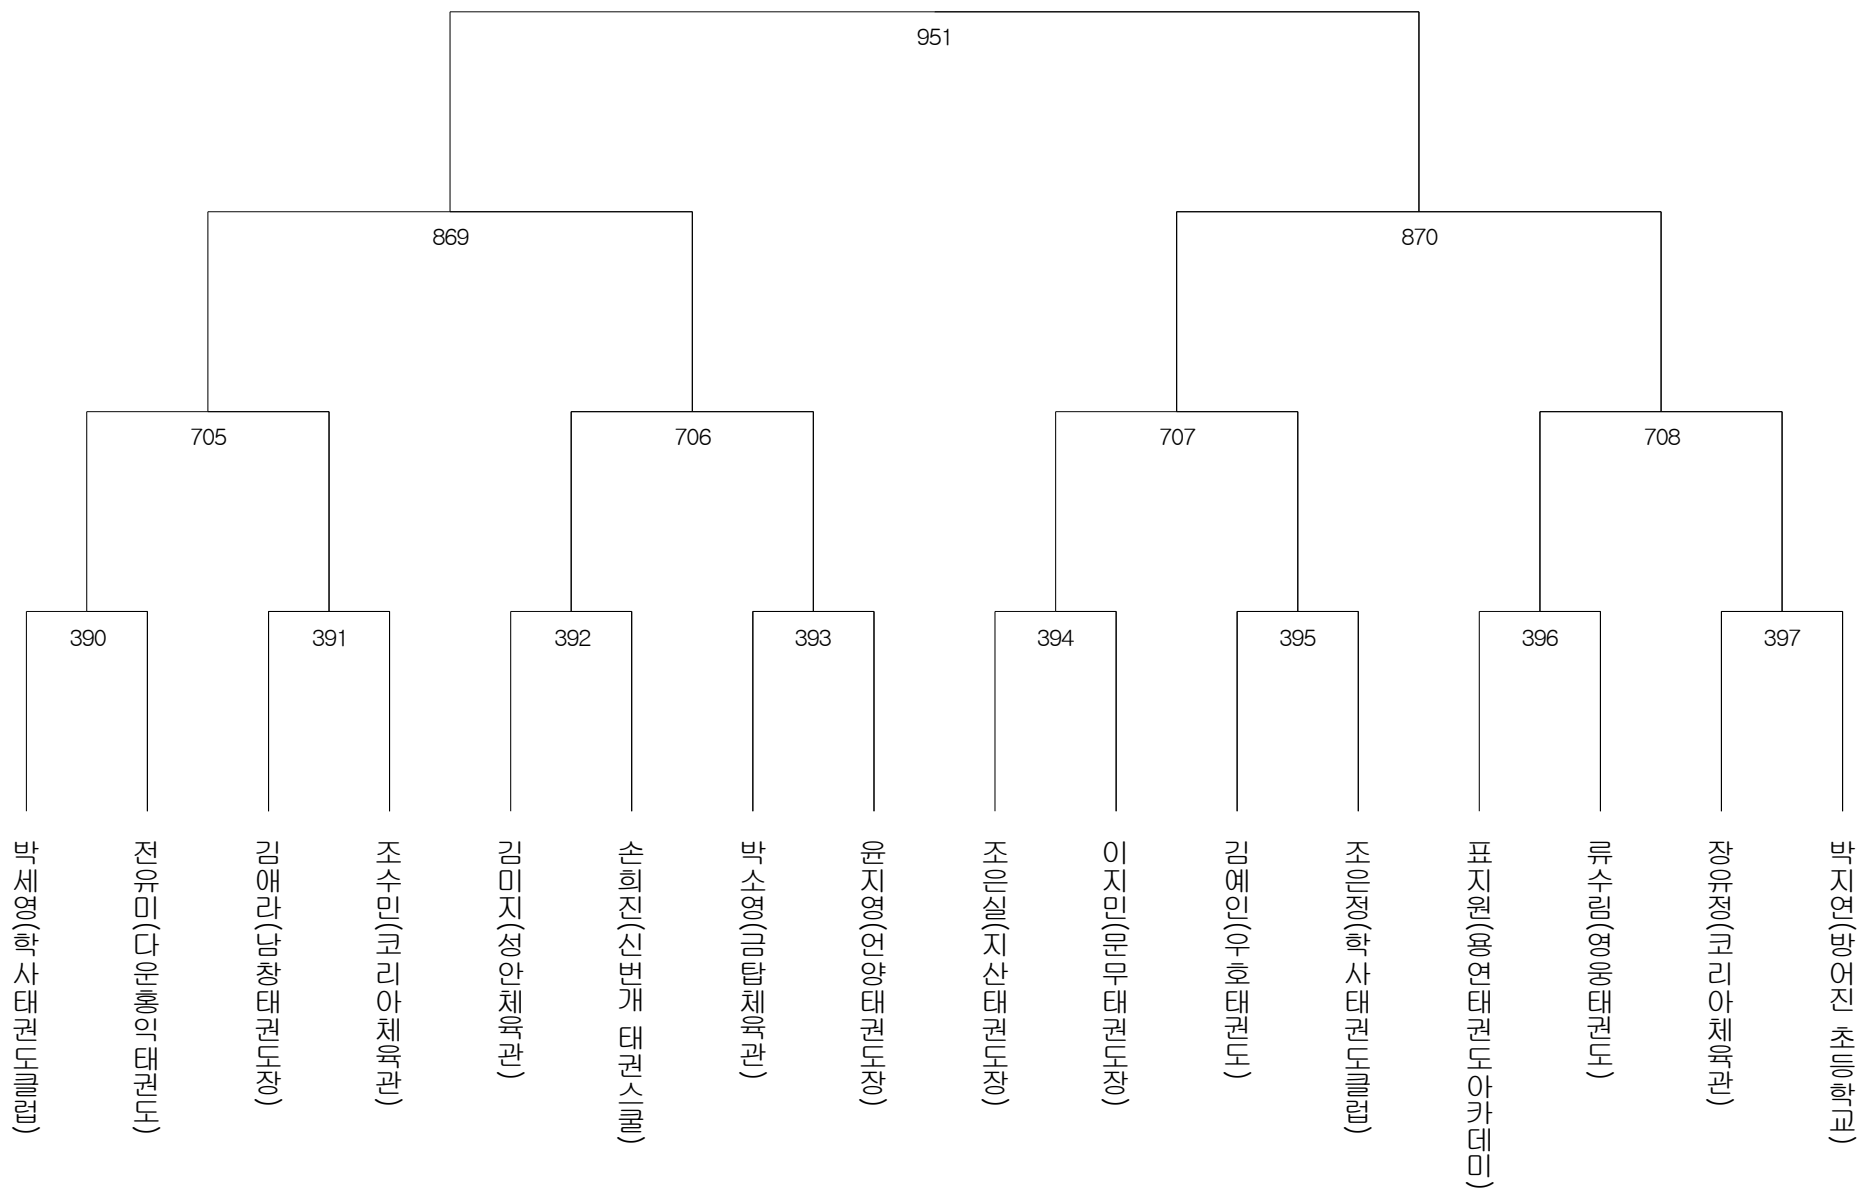 951
869
870
705
706
707
708
390
391
392
393
394
395
396
397
박세영(학사태권도클럽)
전유미(다운홍익태권도)
김애라(남창태권도장)
조수민(코리아체육관)
김미지(성안체육관)
손희진(신번개 태권스쿨)
박소영(금탑체육관)
윤지영(언양태권도장)
조은실(지산태권도장)
이지민(문무태권도장)
김예인(우호태권도)
조은정(학사태권도클럽)
표지원(용연태권도아카데미)
류수림(영웅태권도)
장유정(코리아체육관)
박지연(방어진 초등학교)